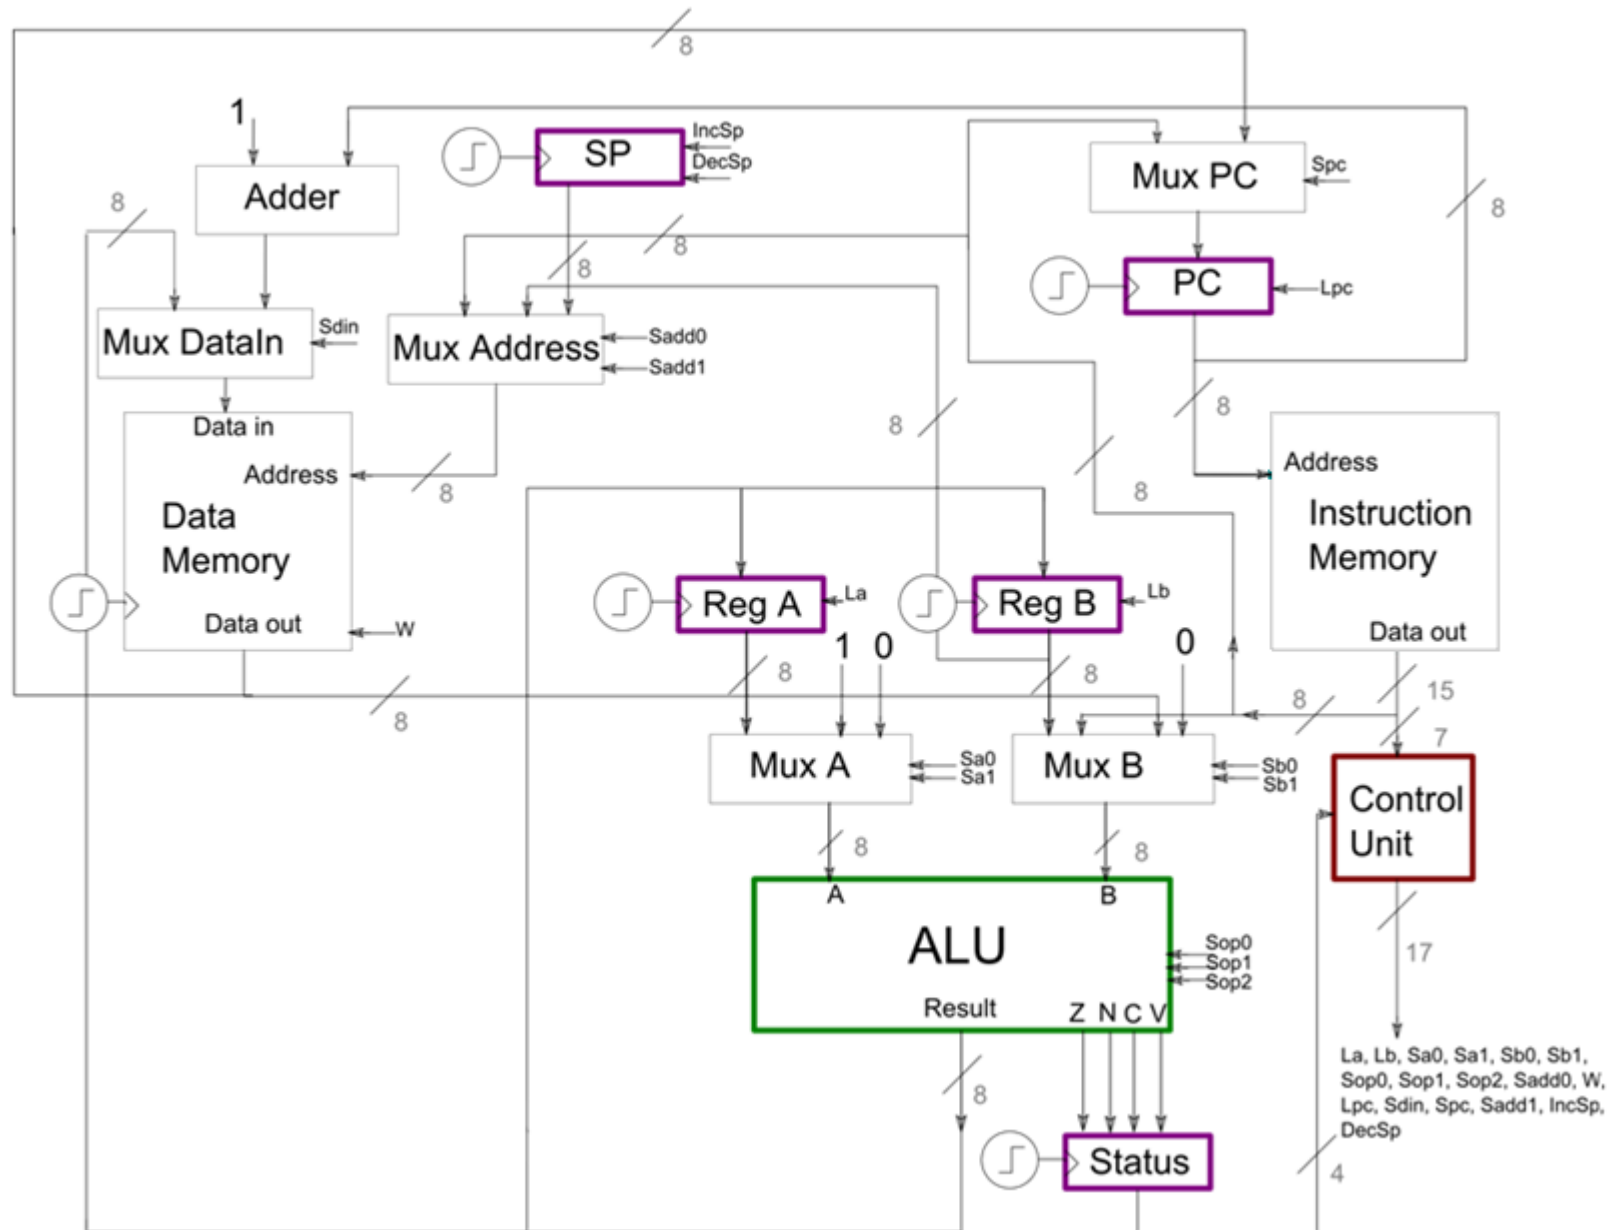 8
1
SP
IncSp
DecSp
Mux PC
Spc
Adder
8
8
8
8
PC
Lpc
Mux DataIn
Sdin
Mux Address
Sadd0
Sadd1
8
8
Data in
Address
8
8
Address
Data
Memory
Instruction
Memory
Reg A
La
Reg B
Lb
Data out
W
Data out
1 0
0
8
8
8
15
8
7
Mux A
Sa0
Sa1
Mux B
Sb0
Sb1
Control
Unit
8
8
A
B
ALU
Sop0
Sop1
Sop2
17
Result
Z N C V
La, Lb, Sa0, Sa1, Sb0, Sb1,
Sop0, Sop1, Sop2, Sadd0, W,
Lpc, Sdin, Spc, Sadd1, IncSp,
DecSp
8
Status
4